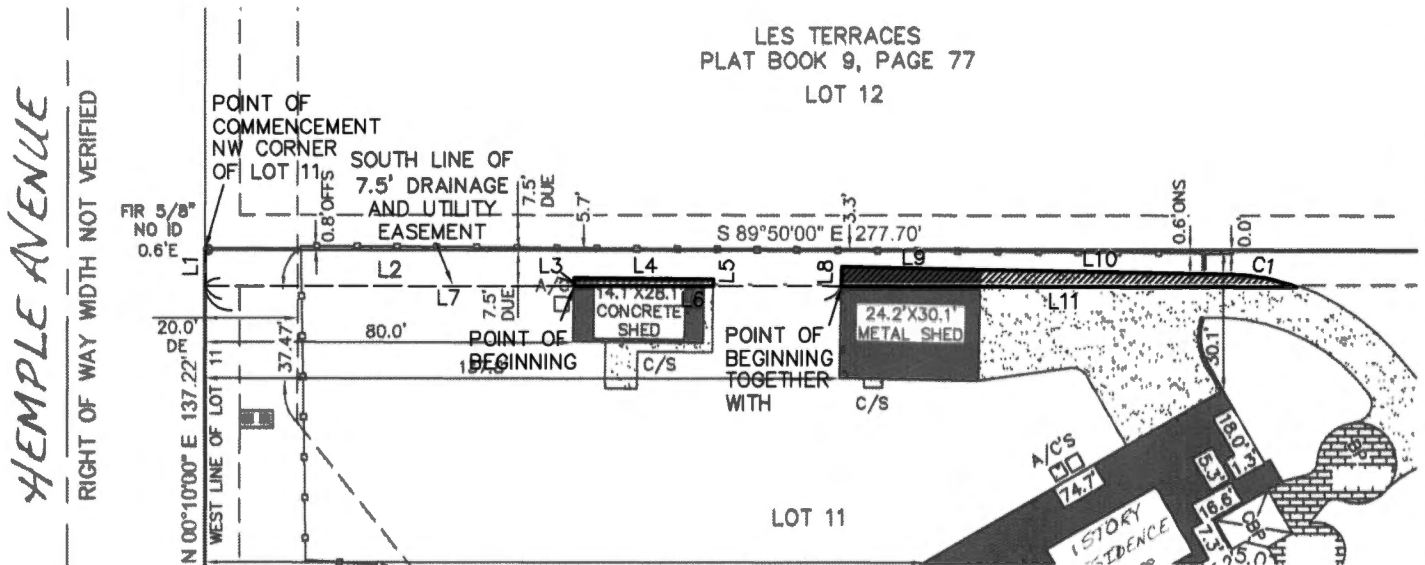 LES TERRACES
PLAT BOOK 9, PAGE 77
LOT 12
HEMPLE AVENUE
RIGHT OF WAY WIDTH NOT VERIFIED
POINT OF
COMMENCEMENT
NW CORNER
OF LOT 11
SOUTH LINE OF
7.5' DRAINAGE
AND UTILITY
EASEMENT
FIR 5/8"
NO ID
0.6'E
0.8'OFFS
7.5'
DUE
5.7'
3.3'
0.6'ONS
0.0'
S 89°50'00" E 277.70'
L1
L2
L3
L4
L5
L6
L7
L8
L9
L10
L11
C1
7.5'
DUE
14.1'X28.1'
CONCRETE
SHED
POINT OF
BEGINNING
C/S
24.2'X30.1'
METAL SHED
POINT OF
BEGINNING
TOGETHER
WITH
C/S
20.0'
DE
37.47'
80.0'
N 00°10'00" E 137.22'
WEST LINE OF LOT 11
30.1'
A/C'S
74.7'
18.0'
1.3'
5.3'
16.6'
7.3'
CBP
BP
LOT 11
1 STORY